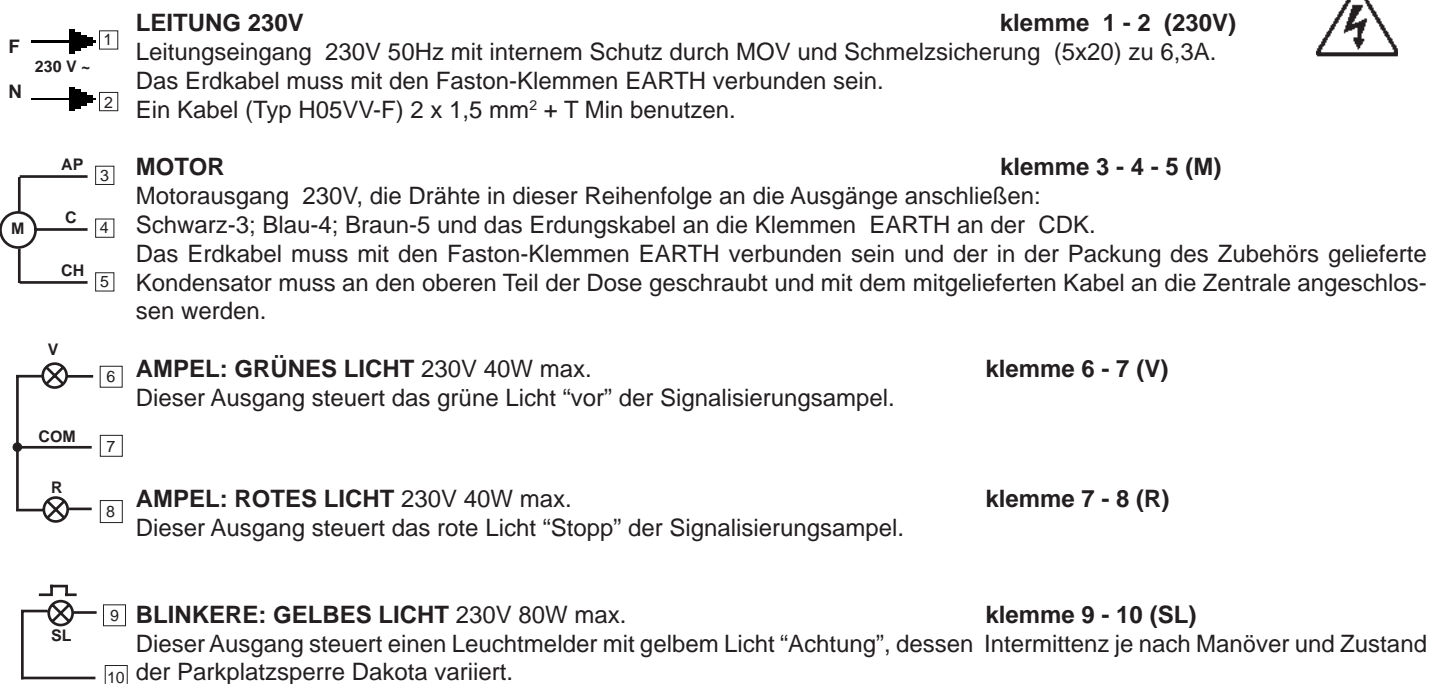 LEITUNG 230V klemme 1 - 2 (230V)
F 1 Leitungseingang 230V 50Hz mit internem Schutz durch MOV und Schmelzsicherung (5x20) zu 6,3A.
230 V ~ Das Erdkabel muss mit den Faston-Klemmen EARTH verbunden sein.
N 2 Ein Kabel (Typ H05VV-F) 2 x 1,5 mm² + T Min benutzen.
AP 3 MOTOR klemme 3 - 4 - 5 (M)
Motorausgang 230V, die Drähte in dieser Reihenfolge an die Ausgänge anschließen:
M C 4 Schwarz-3; Blau-4; Braun-5 und das Erdungskabel an die Klemmen EARTH an der CDK.
Das Erdkabel muss mit den Faston-Klemmen EARTH verbunden sein und der in der Packung des Zubehörs gelieferte
CH 5 Kondensator muss an den oberen Teil der Dose geschraubt und mit dem mitgelieferten Kabel an die Zentrale angeschlos-
sen werden.
V
6 AMPEL: GRÜNES LICHT 230V 40W max. klemme 6 - 7 (V)
Dieser Ausgang steuert das grüne Licht “vor” der Signalisierungsampel.
COM 7
R
8 AMPEL: ROTES LICHT 230V 40W max. klemme 7 - 8 (R)
Dieser Ausgang steuert das rote Licht “Stopp” der Signalisierungsampel.
9 BLINKERE: GELBES LICHT 230V 80W max. klemme 9 - 10 (SL)
SL
Dieser Ausgang steuert einen Leuchtmelder mit gelbem Licht “Achtung”, dessen Intermittenz je nach Manöver und Zustand
10 der Parkplatzsperre Dakota variiert.